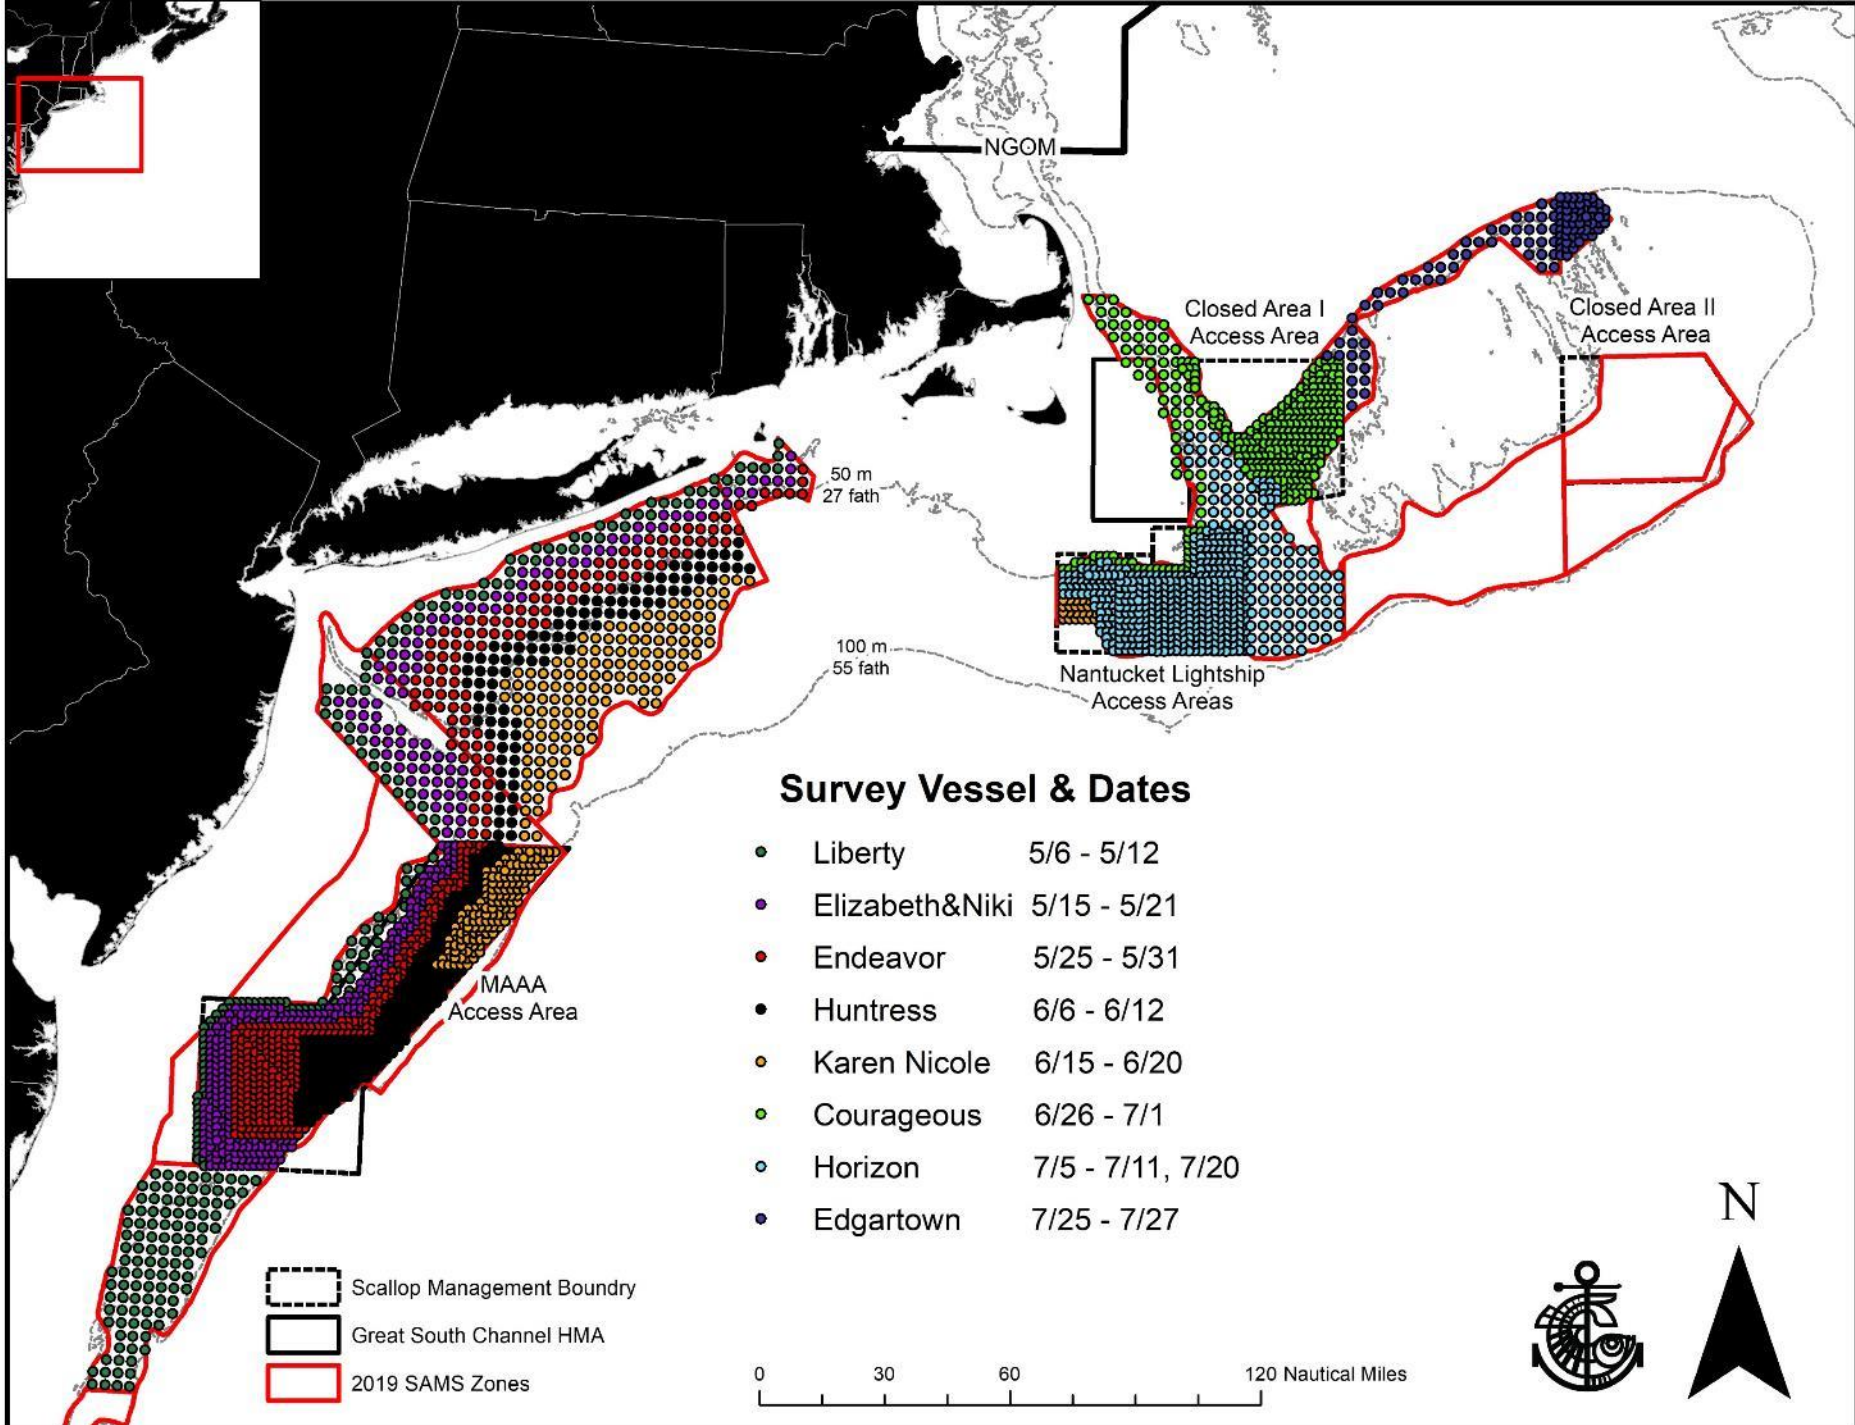 NGOM
Closed Area I
Access Area
Closed Area II
Access Area
50 m
27 fath
100 m
55 fath
Nantucket Lightship
Access Areas
MAAA
Access Area
Survey Vessel & Dates
Liberty 5/6 - 5/12
Elizabeth&Niki 5/15 - 5/21
Endeavor 5/25 - 5/31
Huntress 6/6 - 6/12
Karen Nicole 6/15 - 6/20
Courageous 6/26 - 7/1
Horizon 7/5 - 7/11, 7/20
Edgartown 7/25 - 7/27
Scallop Management Boundry
Great South Channel HMA
2019 SAMS Zones
0 30 60 120 Nautical Miles
N